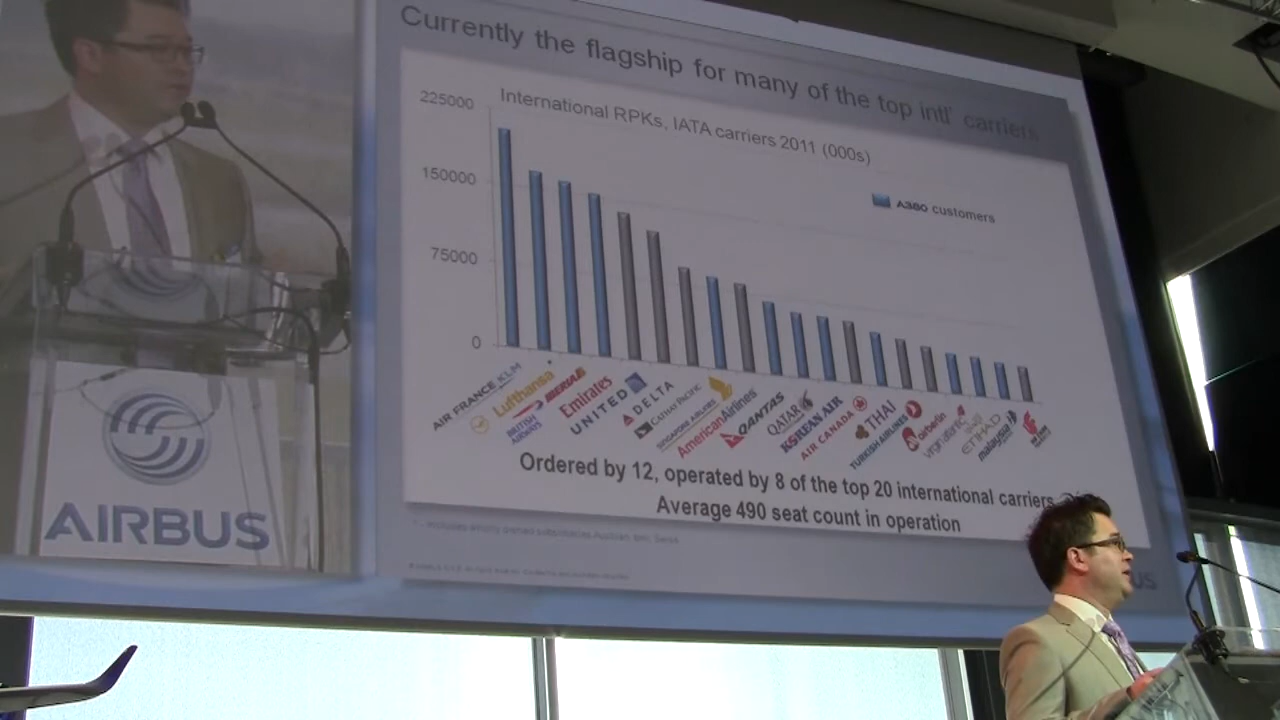 Currently the flagship for many of the top intl' carriers
International RPKs, IATA carriers 2011 (000s)
225000
150000
75000
0
A380 customers
AIR FRANCE KLM
Lufthansa
BRITISH AIRWAYS IBERIA
Emirates
UNITED
DELTA
CATHAY PACIFIC
SINGAPORE AIRLINES
AmericanAirlines
QANTAS
QATAR
KOREAN AIR
AIR CANADA
THAI
TURKISH AIRLINES
airberlin
virgin atlantic
ETIHAD
malaysia
Ordered by 12, operated by 8 of the top 20 international carriers
Average 490 seat count in operation
AIRBUS